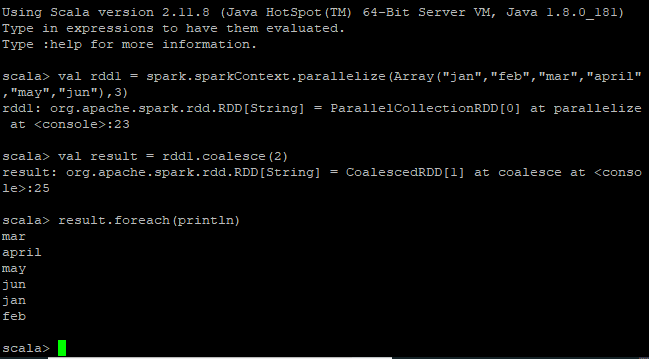 Using Scala version 2.11.8 (Java HotSpot(TM) 64-Bit Server VM, Java 1.8.0_181)
Type in expressions to have them evaluated.
Type :help for more information.
scala> val rdd1 = spark.sparkContext.parallelize(Array("jan","feb","mar","april"
,"may","jun"),3)
rdd1: org.apache.spark.rdd.RDD[String] = ParallelCollectionRDD[0] at parallelize
at <console>:23
scala> val result = rdd1.coalesce(2)
result: org.apache.spark.rdd.RDD[String] = CoalescedRDD[1] at coalesce at <conso
le>:25
scala> result.foreach(println)
mar
april
may
jun
jan
feb
scala>